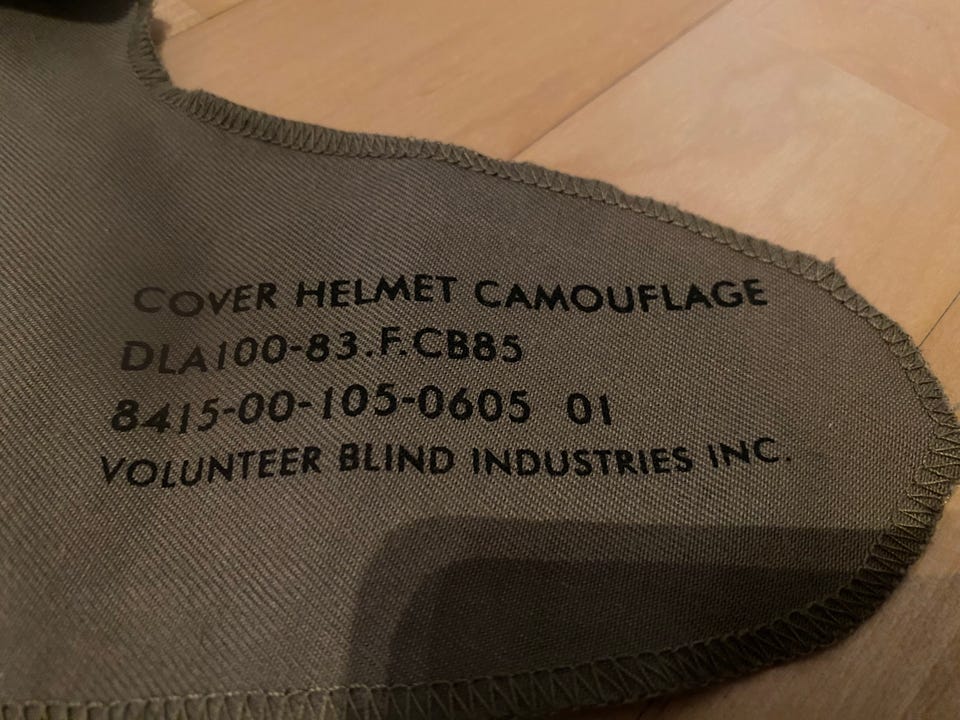 COVER HELMET CAMOUFLAGE
DLA100-83.F.CB85
8415-00-105-0605 01
VOLUNTEER BLIND INDUSTRIES INC.